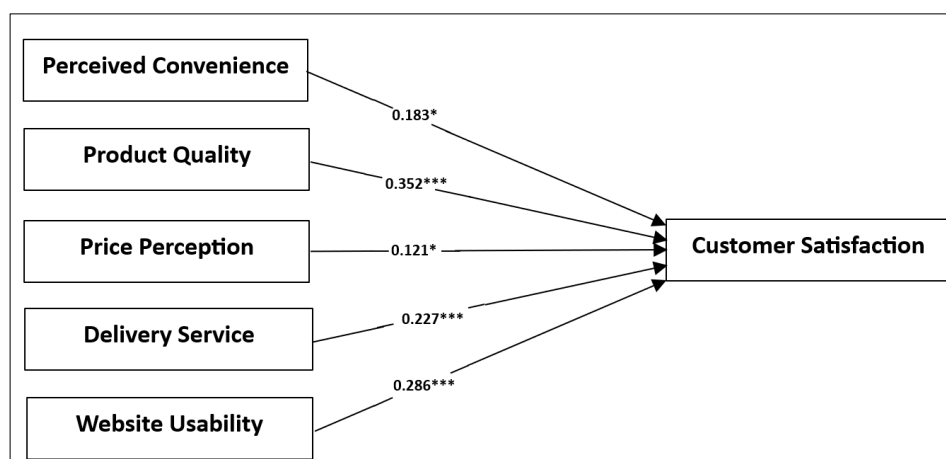 Perceived Convenience
0.183*
Product Quality
0.352***
Price Perception
0.121*
Customer Satisfaction
Delivery Service
0.227***
0.286***
Website Usability